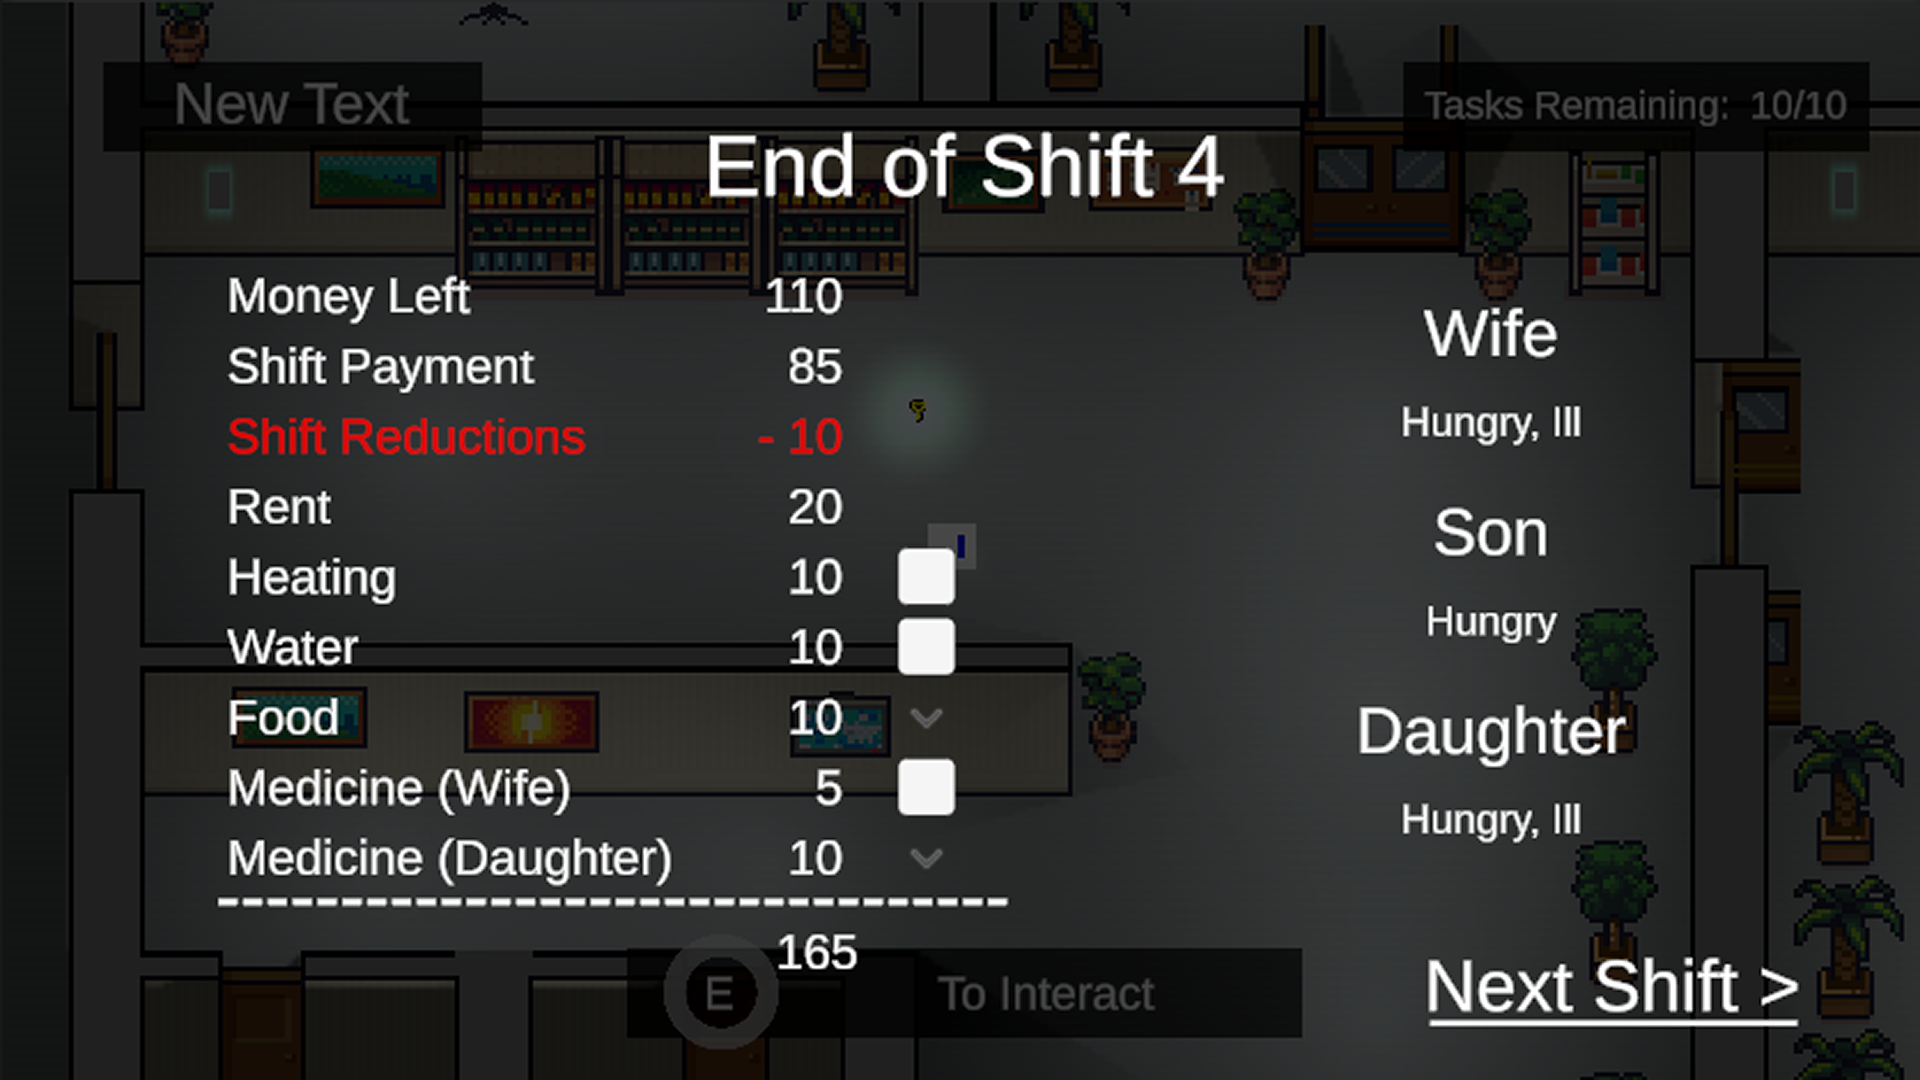 New Text
Tasks Remaining: 10/10
End of Shift 4
Money Left 110
Shift Payment 85
Shift Reductions - 10
Rent 20
Heating 10
Water 10
Food 10
Medicine (Wife) 5
Medicine (Daughter) 10
165
Wife
Hungry, Ill
Son
Hungry
Daughter
Hungry, Ill
E To Interact
Next Shift >